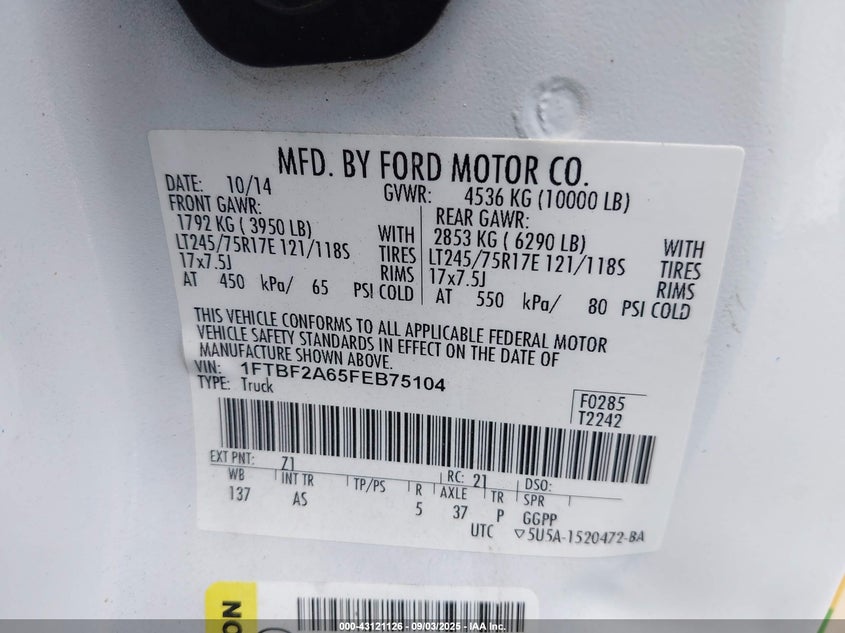 MFD. BY FORD MOTOR CO.
DATE: 10/14 GVWR: 4536 KG (10000 LB)
FRONT GAWR: REAR GAWR:
1792 KG ( 3950 LB) WITH 2853 KG ( 6290 LB) WITH
LT245/75R17E 121/118S TIRES LT245/75R17E 121/118S TIRES
17x7.5J RIMS 17x7.5J RIMS
AT 450 kPa/ 65 PSI COLD AT 550 kPa/ 80 PSI COLD
THIS VEHICLE CONFORMS TO ALL APPLICABLE FEDERAL MOTOR
VEHICLE SAFETY STANDARDS IN EFFECT ON THE DATE OF
MANUFACTURE SHOWN ABOVE.
VIN: 1FTBF2A65FEB75104
TYPE: Truck
F0285
T2242
EXT PNT: Z1 RC: 21 DSO:
WB INT TR TP/PS R AXLE TR SPR
137 AS 5 37 P GGPP
UTC ▽5U5A-1520472-BA
000-43121126 - 09/03/2025 - IAA Inc.